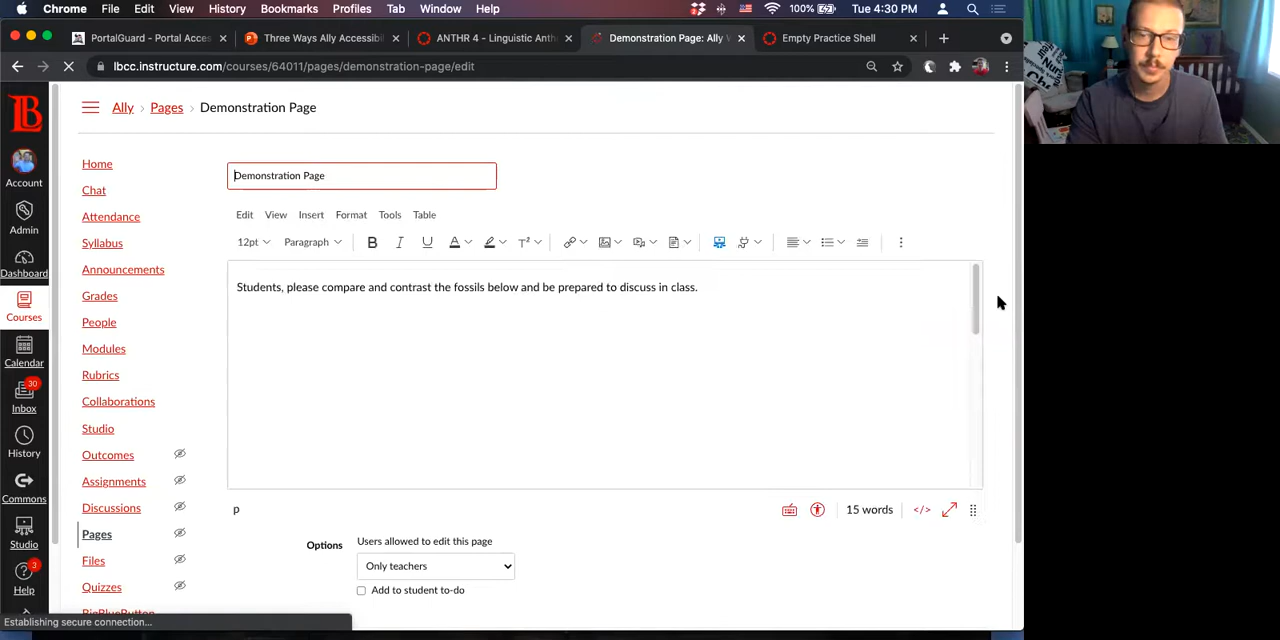 Chrome File Edit View History Bookmarks Profiles Tab Window Help 100% Tue 4:30 PM
PortalGuard - Portal Acces
Three Ways Ally Accessibi
ANTHR 4 - Linguistic Anth
Demonstration Page: Ally
Empty Practice Shell
lbcc.instructure.com/courses/64011/pages/demonstration-page/edit
Ally > Pages > Demonstration Page
Account
Admin
Dashboard
Courses
Calendar
30
Inbox
History
Commons
Studio
3
Help
Home
Chat
Attendance
Syllabus
Announcements
Grades
People
Modules
Rubrics
Collaborations
Studio
Outcomes
Assignments
Discussions
Pages
Files
Quizzes
BigBlueButton
Demonstration Page
Edit View Insert Format Tools Table
12pt Paragraph B I U A T²
Students, please compare and contrast the fossils below and be prepared to discuss in class.
p
15 words </>
Options Users allowed to edit this page
Only teachers
Add to student to-do
Establishing secure connection...